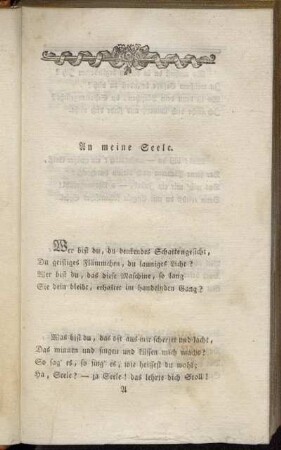 An meine Seele.
Wer bist du, du denkendes Schattengesicht,
Du geistiges Flämmchen, du launiges Licht?
Wer bist du, das diese Maschine, so lang
Sie dein bleibt, erhältet im handelnden Gang?
Was bist du, das oft aus mir scherzet und lacht,
Das minnen und singen und küssen mich macht?
So sag' es, so sing' es, wie heissest du wohl;
Ha, Seele! — ja Seele! das lehrte dich Stoll!
A